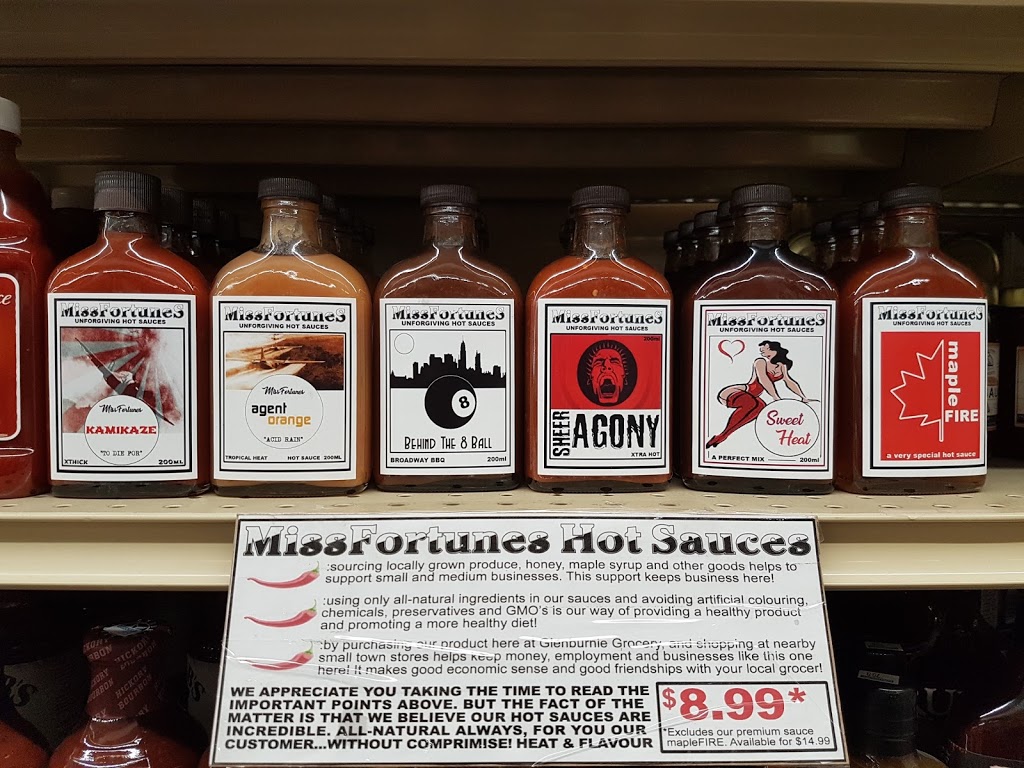 MissFortuneS
UNFORGIVING HOT SAUCES
MissFortunes
KAMIKAZE
"TO DIE FOR"
XTHICK 200ML
MissFortuneS
UNFORGIVING HOT SAUCES
MissFortunes
agent
orange
"ACID RAIN"
TROPICAL HEAT HOT SAUCE 200ML
MissFortuneS
UNFORGIVING HOT SAUCES
8
BEHIND THE 8 BALL
BROADWAY BBQ 200ml
MissFortuneS
UNFORGIVING HOT SAUCES
200ml
SHEER
AGONY
XTRA HOT
MissFortuneS
UNFORGIVING HOT SAUCES
Sweet
Heat
A PERFECT MIX 200ml
MissFortuneS
UNFORGIVING HOT SAUCES
maple
FIRE
a very special hot sauce
MissFortunes Hot Sauces
:sourcing locally grown produce, honey, maple syrup and other goods helps to
support small and medium businesses. This support keeps business here!
:using only all-natural ingredients in our sauces and avoiding artificial colouring,
chemicals, preservatives and GMO's is our way of providing a healthy product
and promoting a more healthy diet!
:by purchasing our product here at Glenburnie Grocery, and shopping at nearby
small town stores helps keep money, employment and businesses like this one
here! It makes good economic sense and good friendships with your local grocer!
WE APPRECIATE YOU TAKING THE TIME TO READ THE
IMPORTANT POINTS ABOVE. BUT THE FACT OF THE
MATTER IS THAT WE BELIEVE OUR HOT SAUCES ARE
INCREDIBLE. ALL-NATURAL ALWAYS, FOR YOU OUR
CUSTOMER...WITHOUT COMPRIMISE! HEAT & FLAVOUR
$8.99*
*Excludes our premium sauce
mapleFIRE. Available for $14.99